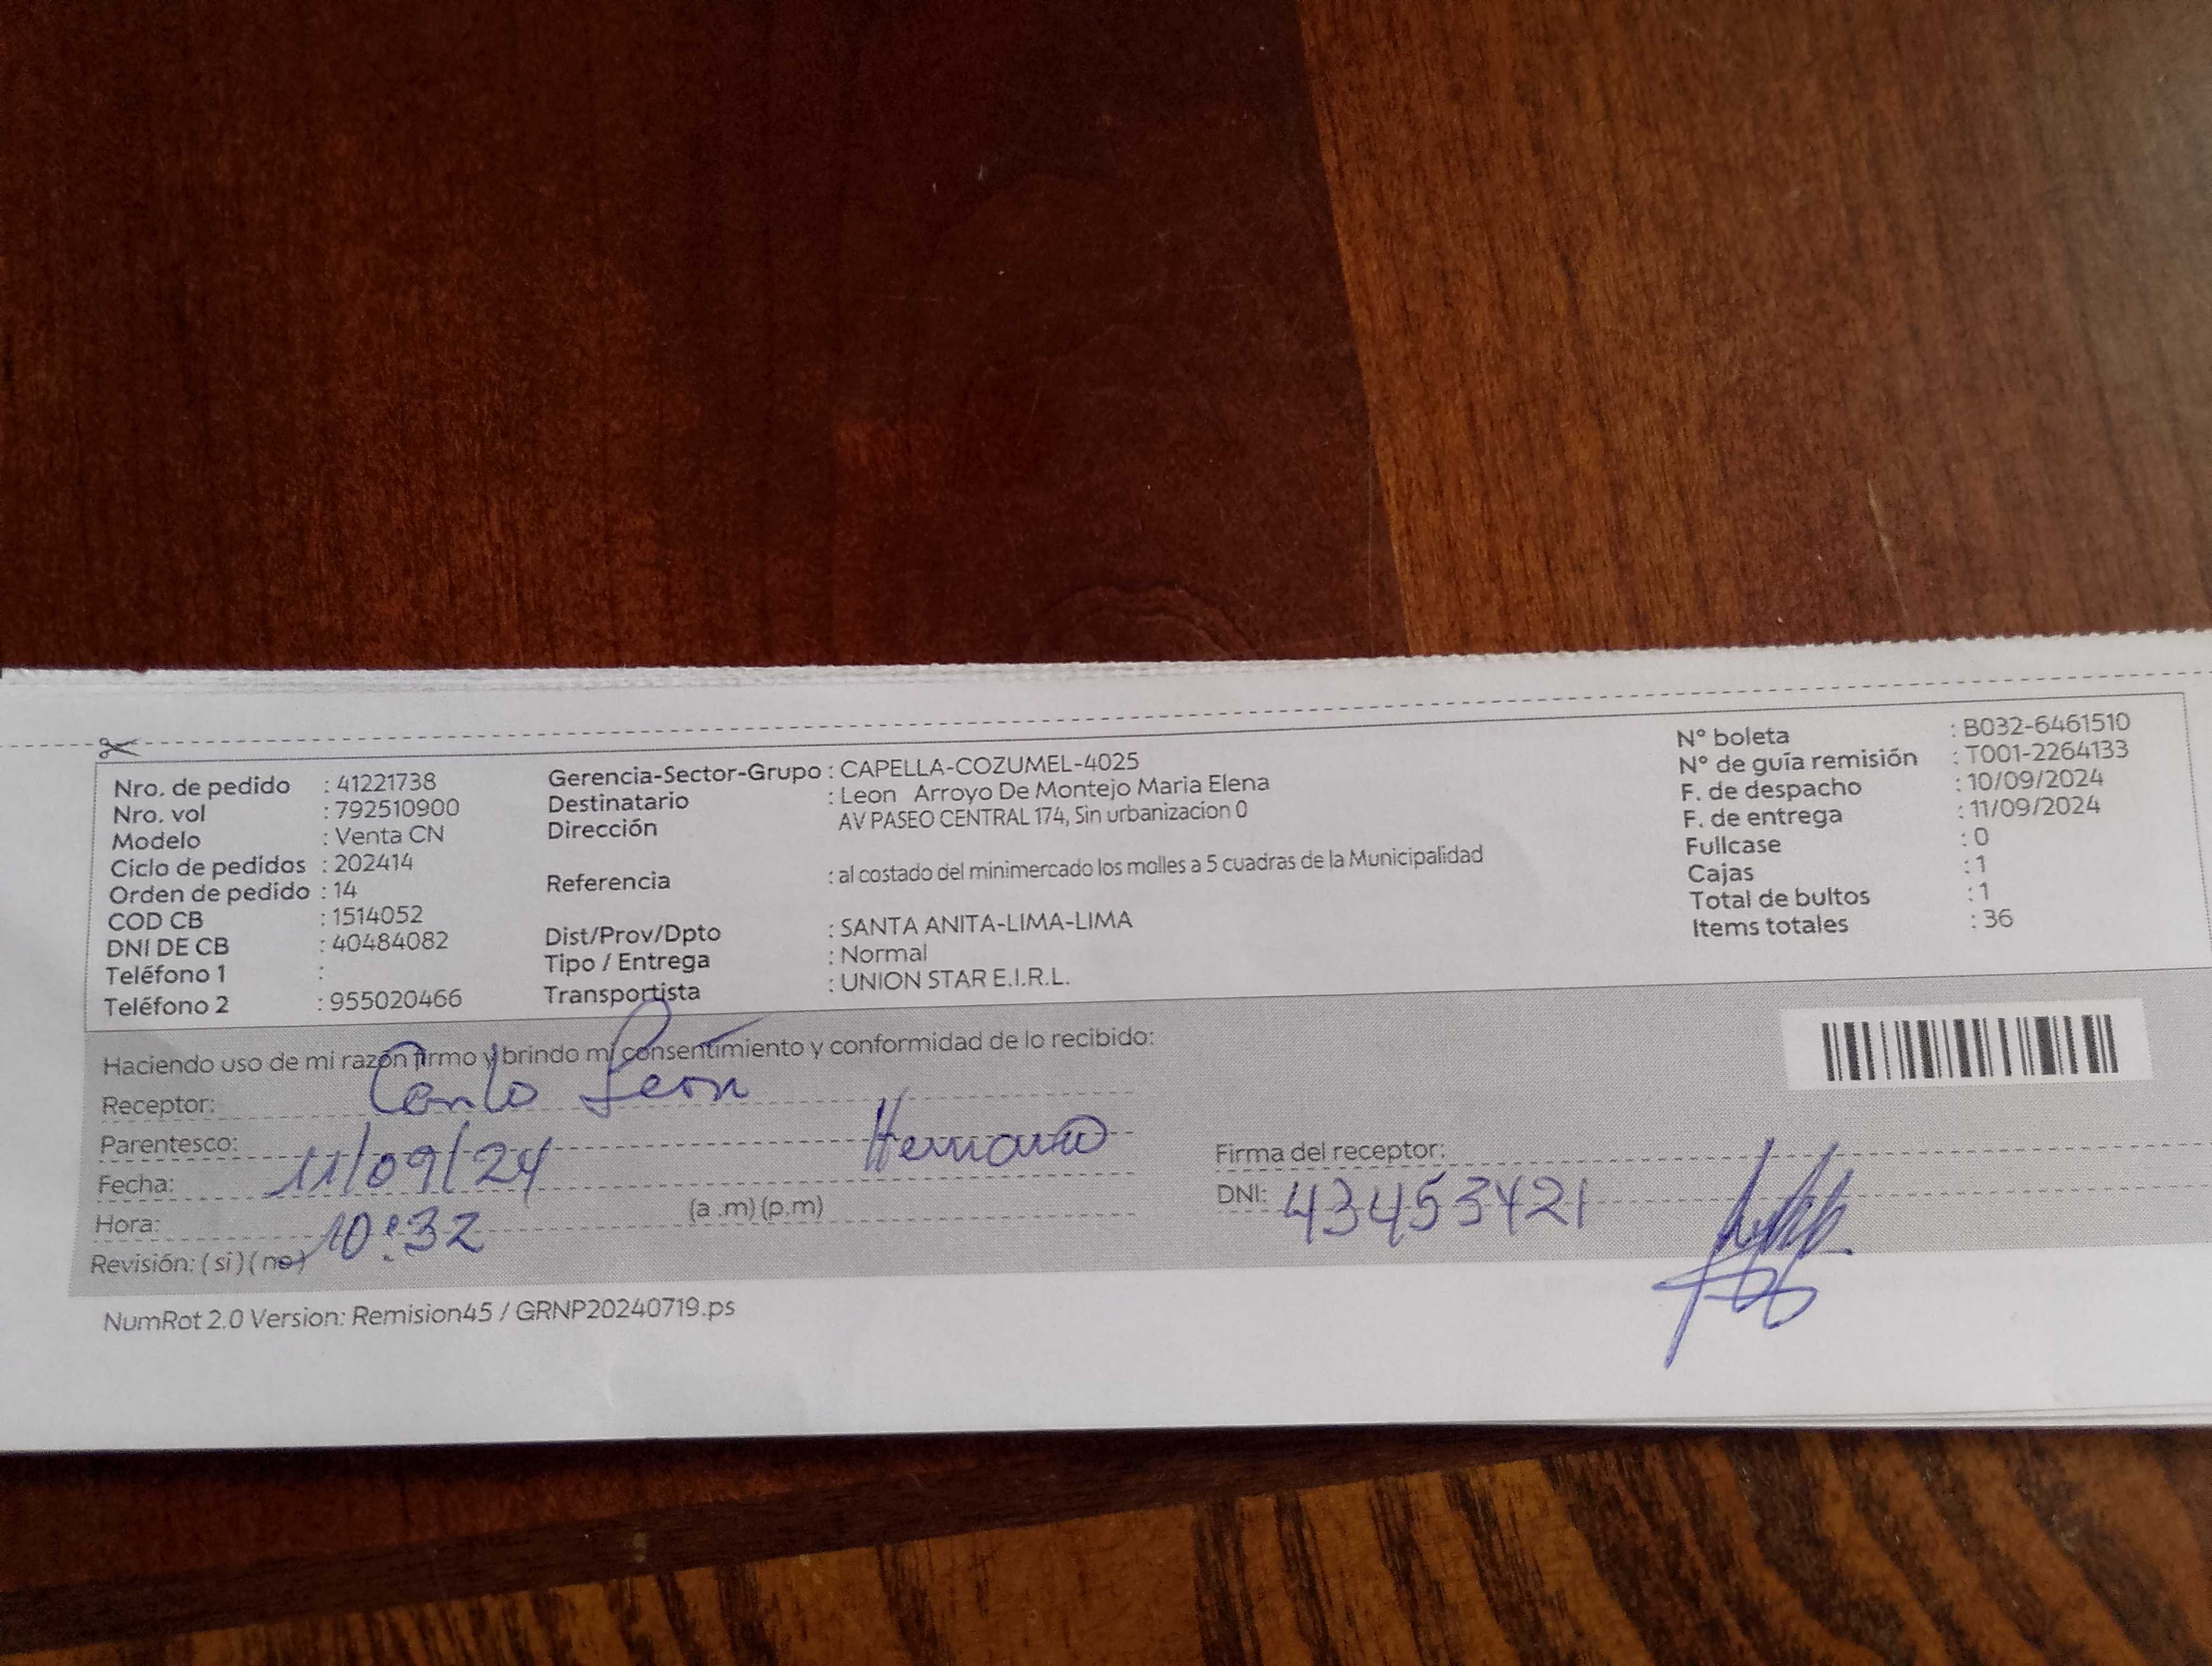 Nro. de pedido : 41221738
Nro. vol : 792510900
Modelo : Venta CN
Ciclo de pedidos : 202414
Orden de pedido : 14
COD CB : 1514052
DNI DE CB : 40484082
Teléfono 1 :
Teléfono 2 : 955020466
Gerencia-Sector-Grupo : CAPELLA-COZUMEL-4025
Destinatario : Leon Arroyo De Montejo Maria Elena
Dirección AV PASEO CENTRAL 174, Sin urbanizacion 0
Referencia : al costado del minimercado los molles a 5 cuadras de la Municipalidad
Dist/Prov/Dpto : SANTA ANITA-LIMA-LIMA
Tipo / Entrega : Normal
Transportista : UNION STAR E.I.R.L.
Nº boleta : B032-6461510
Nº de guía remisión : T001-2264133
F. de despacho : 10/09/2024
F. de entrega : 11/09/2024
Fullcase : 0
Cajas : 1
Total de bultos : 1
Items totales : 36
Haciendo uso de mi razón firmo y brindo mi consentimiento y conformidad de lo recibido:
Receptor: Carlo León
Parentesco: Hermano
Fecha: 11/09/24
Hora: 10:32 (a .m) (p.m)
Revisión: ( si ) ( no )
Firma del receptor:
DNI: 43453421
NumRot 2.0 Version: Remision45 / GRNP20240719.ps